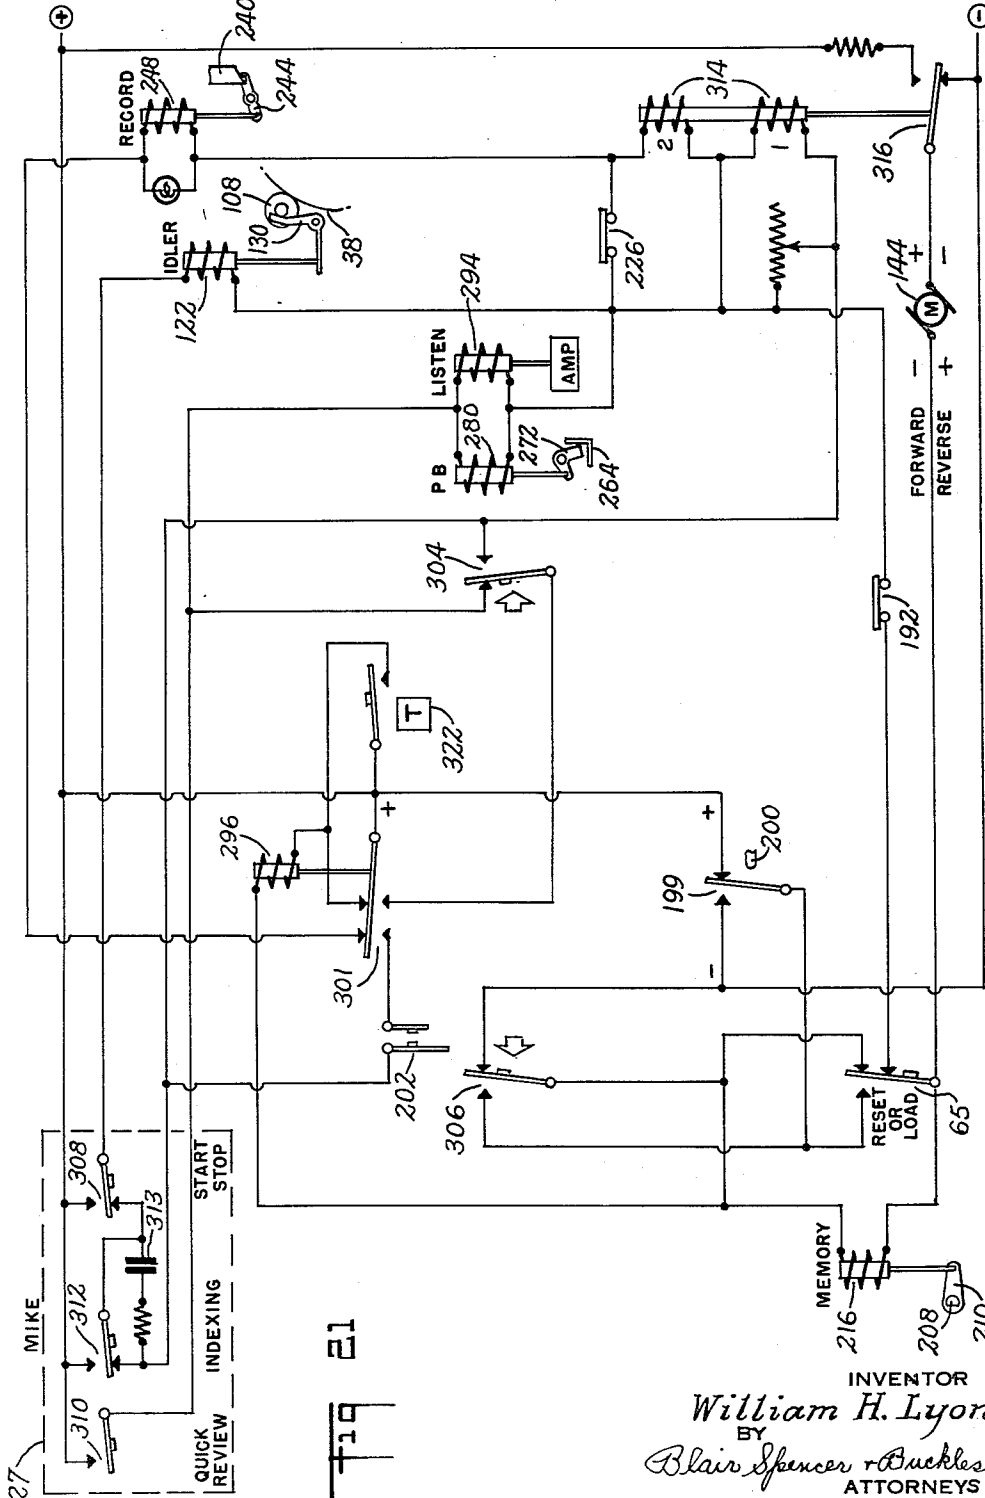 +
−
240
RECORD
248
244
IDLER
108
130
38
122
314
2
1
316
226
294
LISTEN
AMP
PB
280
272
264
144
+
−
M
−
+
FORWARD
REVERSE
304
192
T
322
296
+
301
+
200
199
−
202
306
RESET
OR
LOAD
65
MIKE
308
START
STOP
313
312
INDEXING
310
QUICK
REVIEW
27
MEMORY
216
208
210
Fig 21
INVENTOR
William H. Lyon
BY
Blair Spencer & Buckles
ATTORNEYS